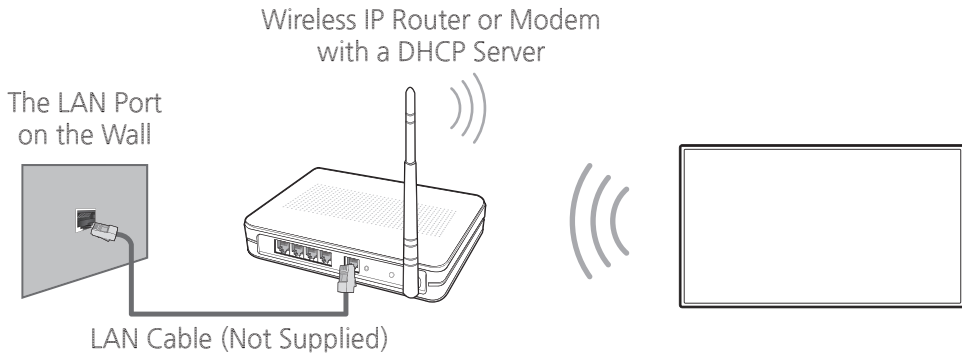 Wireless IP Router or Modem
with a DHCP Server
The LAN Port
on the Wall
LAN Cable (Not Supplied)